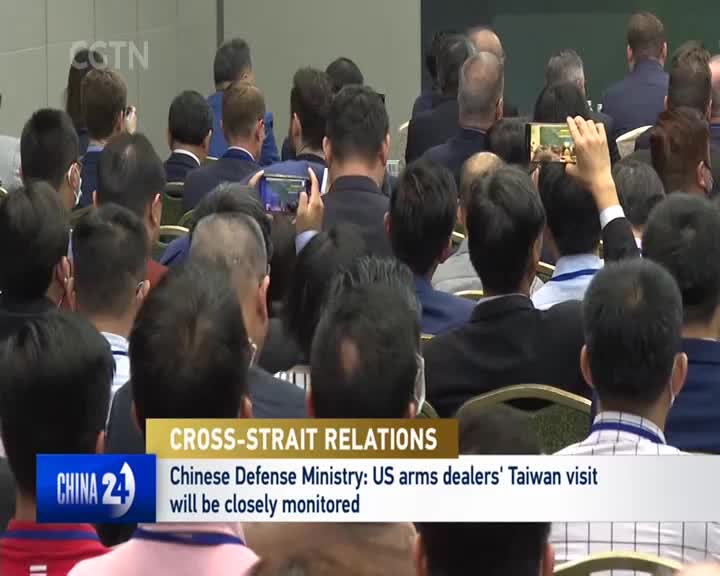 CGTN
CROSS-STRAIT RELATIONS
CHINA 24
Chinese Defense Ministry: US arms dealers' Taiwan visit
will be closely monitored